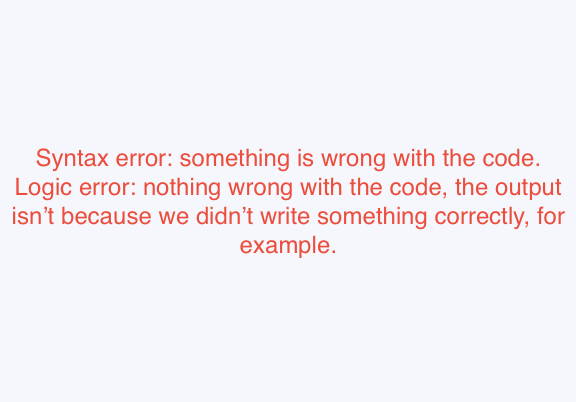 Syntax error: something is wrong with the code.
Logic error: nothing wrong with the code, the output
isn’t because we didn’t write something correctly, for
example.